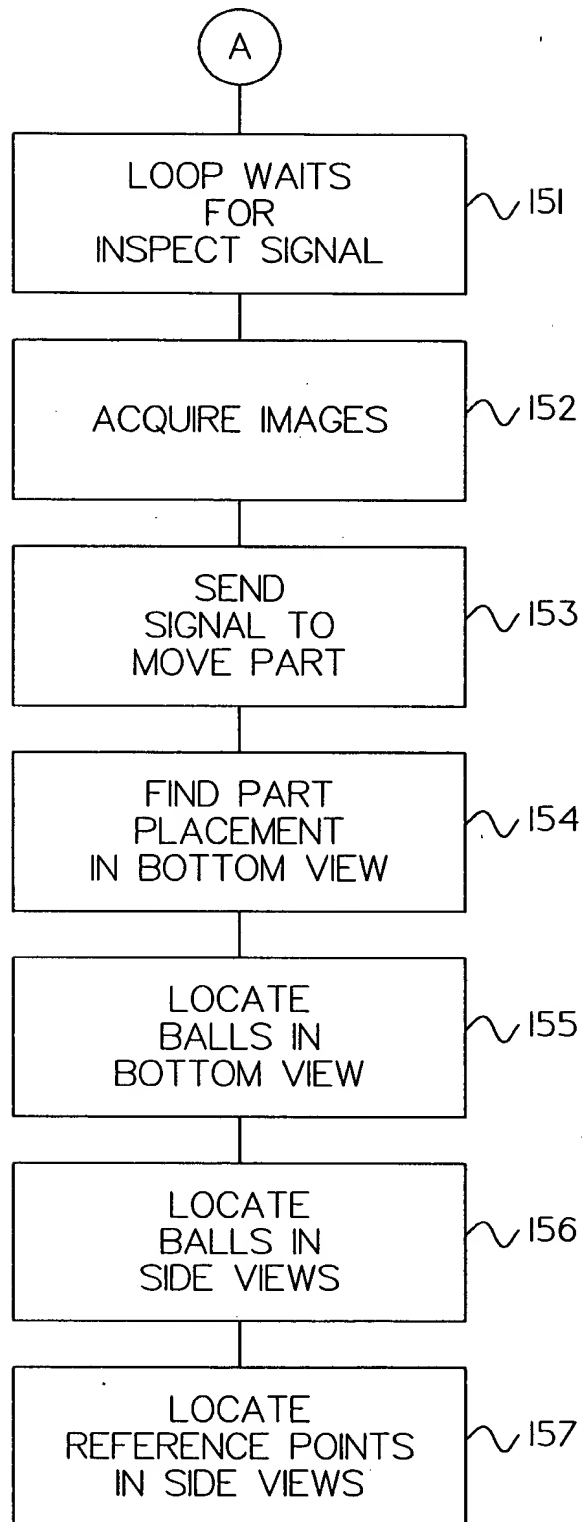 A
LOOP WAITS
FOR
INSPECT SIGNAL
151
ACQUIRE IMAGES
152
SEND
SIGNAL TO
MOVE PART
153
FIND PART
PLACEMENT
IN BOTTOM VIEW
154
LOCATE
BALLS IN
BOTTOM VIEW
155
LOCATE
BALLS IN
SIDE VIEWS
156
LOCATE
REFERENCE POINTS
IN SIDE VIEWS
157